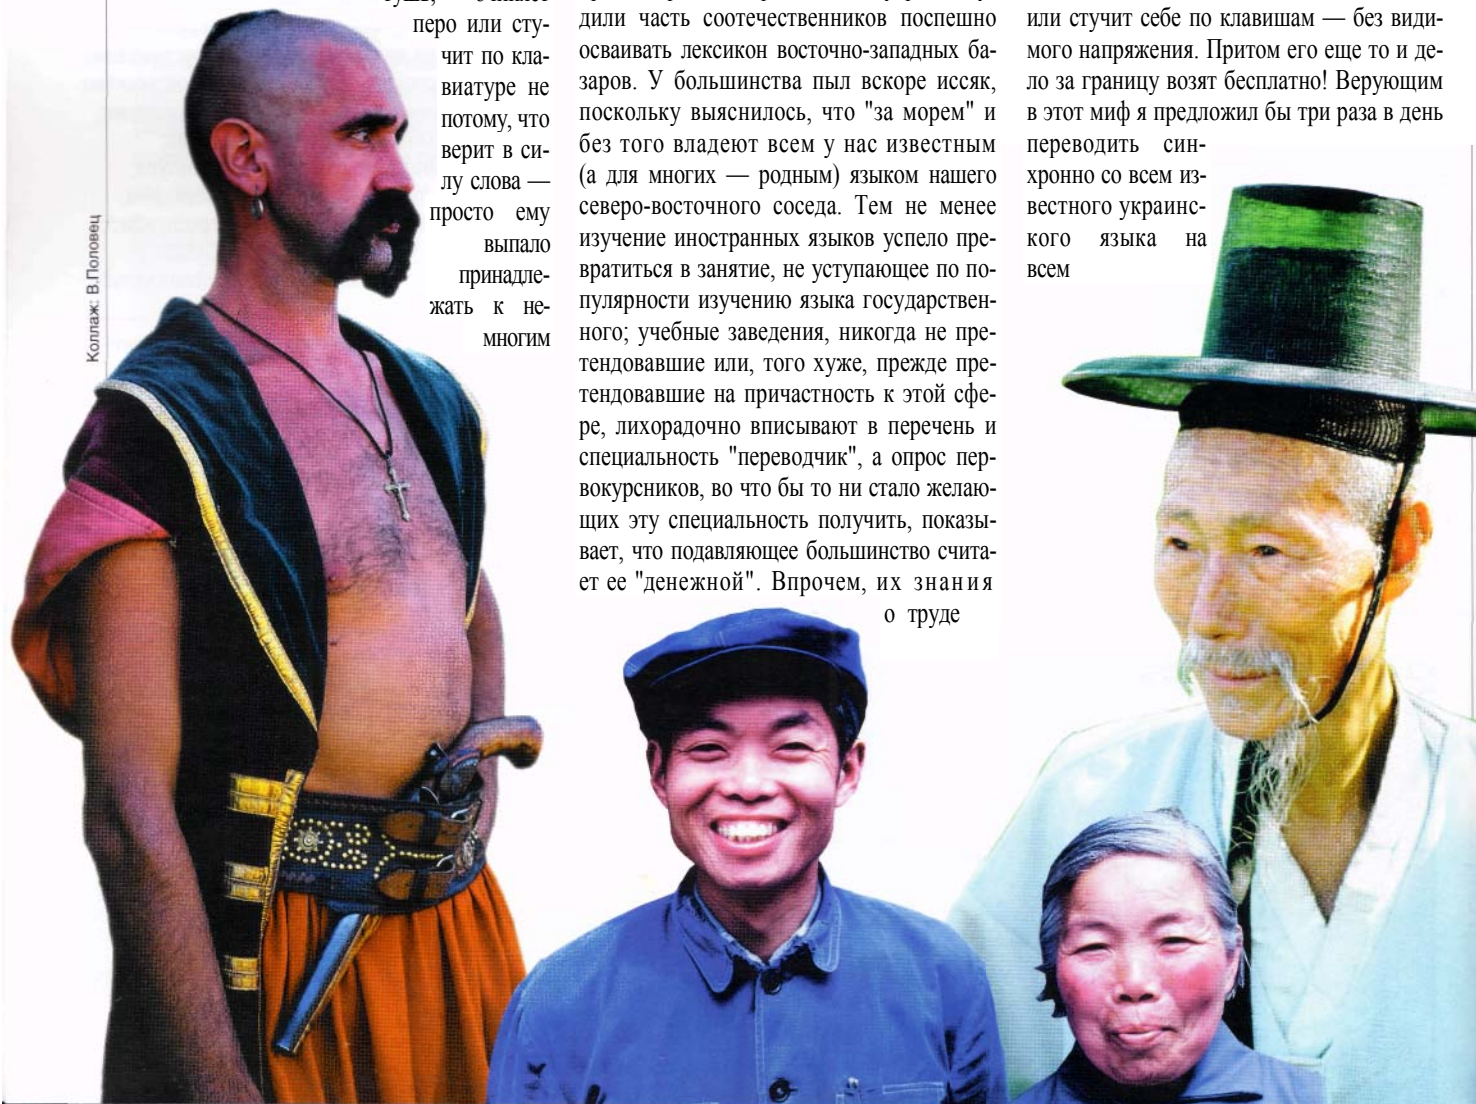 перо или сту-
чит по кла-
виатуре не
потому, что
верит в си-
лу слова —
просто ему
выпало
принадле-
жать к не-
многим
дили часть соотечественников поспешно
осваивать лексикон восточно-западных ба-
заров. У большинства пыл вскоре иссяк,
поскольку выяснилось, что "за морем" и
без того владеют всем у нас известным
(а для многих — родным) языком нашего
северо-восточного соседа. Тем не менее
изучение иностранных языков успело пре-
вратиться в занятие, не уступающее по по-
пулярности изучению языка государствен-
ного; учебные заведения, никогда не пре-
тендовавшие или, того хуже, прежде пре-
тендовавшие на причастность к этой сфе-
ре, лихорадочно вписывают в перечень и
специальность "переводчик", а опрос пер-
вокурсников, во что бы то ни стало желаю-
щих эту специальность получить, показы-
вает, что подавляющее большинство счита-
ет ее "денежной". Впрочем, их знания
о труде
или стучит себе по клавишам — без види-
мого напряжения. Притом его еще то и де-
ло за границу возят бесплатно! Верующим
в этот миф я предложил бы три раза в день
переводить син-
хронно со всем из-
вестного украинс-
кого языка на
всем
Коллаж: В.Половец